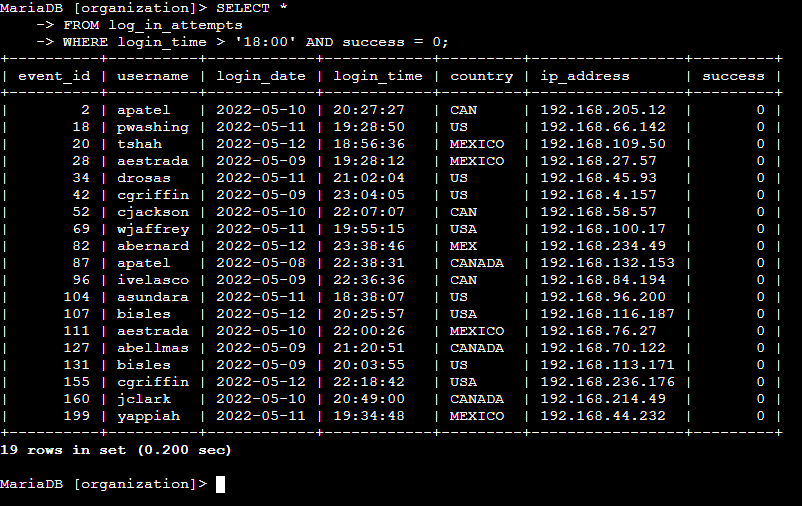 MariaDB [organization]> SELECT *
    -> FROM log_in_attempts
    -> WHERE login_time > '18:00' AND success = 0;
+----------+----------+------------+------------+---------+-----------------+---------+
| event_id | username | login_date | login_time | country | ip_address      | success |
+----------+----------+------------+------------+---------+-----------------+---------+
|        2 | apatel   | 2022-05-10 | 20:27:27   | CAN     | 192.168.205.12  |       0 |
|       18 | pwashing | 2022-05-11 | 19:28:50   | US      | 192.168.66.142  |       0 |
|       20 | tshah    | 2022-05-12 | 18:56:36   | MEXICO  | 192.168.109.50  |       0 |
|       28 | aestrada | 2022-05-09 | 19:28:12   | MEXICO  | 192.168.27.57   |       0 |
|       34 | drosas   | 2022-05-11 | 21:02:04   | US      | 192.168.45.93   |       0 |
|       42 | cgriffin | 2022-05-09 | 23:04:05   | US      | 192.168.4.157   |       0 |
|       52 | cjackson | 2022-05-10 | 22:07:07   | CAN     | 192.168.58.57   |       0 |
|       69 | wjaffrey | 2022-05-11 | 19:55:15   | USA     | 192.168.100.17  |       0 |
|       82 | abernard | 2022-05-12 | 23:38:46   | MEX     | 192.168.234.49  |       0 |
|       87 | apatel   | 2022-05-08 | 22:38:31   | CANADA  | 192.168.132.153 |       0 |
|       96 | ivelasco | 2022-05-09 | 22:36:36   | CAN     | 192.168.84.194  |       0 |
|      104 | asundara | 2022-05-11 | 18:38:07   | US      | 192.168.96.200  |       0 |
|      107 | bisles   | 2022-05-12 | 20:25:57   | USA     | 192.168.116.187 |       0 |
|      111 | aestrada | 2022-05-10 | 22:00:26   | MEXICO  | 192.168.76.27   |       0 |
|      127 | abellmas | 2022-05-09 | 21:20:51   | CANADA  | 192.168.70.122  |       0 |
|      131 | bisles   | 2022-05-09 | 20:03:55   | US      | 192.168.113.171 |       0 |
|      155 | cgriffin | 2022-05-12 | 22:18:42   | USA     | 192.168.236.176 |       0 |
|      160 | jclark   | 2022-05-10 | 20:49:00   | CANADA  | 192.168.214.49  |       0 |
|      199 | yappiah  | 2022-05-11 | 19:34:48   | MEXICO  | 192.168.44.232  |       0 |
+----------+----------+------------+------------+---------+-----------------+---------+
19 rows in set (0.200 sec)
MariaDB [organization]>